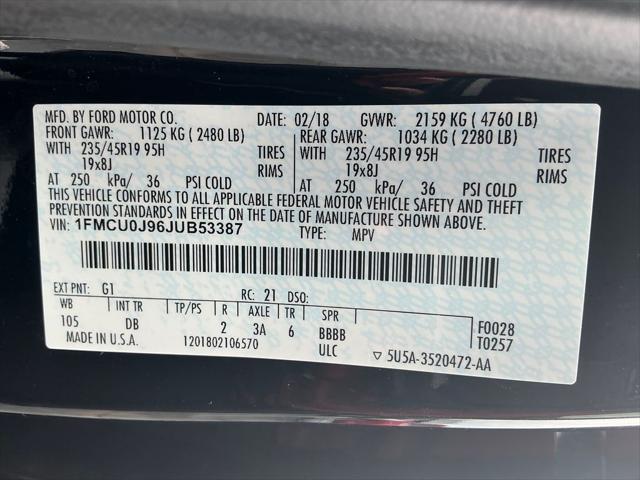 MFD. BY FORD MOTOR CO. DATE: 02/18 GVWR: 2159 KG ( 4760 LB)
FRONT GAWR: 1125 KG ( 2480 LB) REAR GAWR: 1034 KG ( 2280 LB)
WITH 235/45R19 95H TIRES WITH 235/45R19 95H TIRES
19x8J RIMS 19x8J RIMS
AT 250 kPa/ 36 PSI COLD AT 250 kPa/ 36 PSI COLD
THIS VEHICLE CONFORMS TO ALL APPLICABLE FEDERAL MOTOR VEHICLE SAFETY AND THEFT
PREVENTION STANDARDS IN EFFECT ON THE DATE OF MANUFACTURE SHOWN ABOVE.
VIN: 1FMCU0J96JUB53387 TYPE: MPV
EXT PNT: G1 RC: 21 DSO:
WB INT TR TP/PS R AXLE TR SPR
105 DB 2 3A 6 BBBB F0028
MADE IN U.S.A. 1201802106570 ULC T0257
▽ 5U5A-3520472-AA